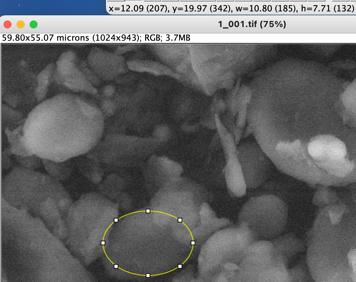 x=12.09 (207), y=19.97 (342), w=10.80 (185), h=7.71 (132)
1_001.tif (75%)
59.80x55.07 microns (1024x943); RGB; 3.7MB